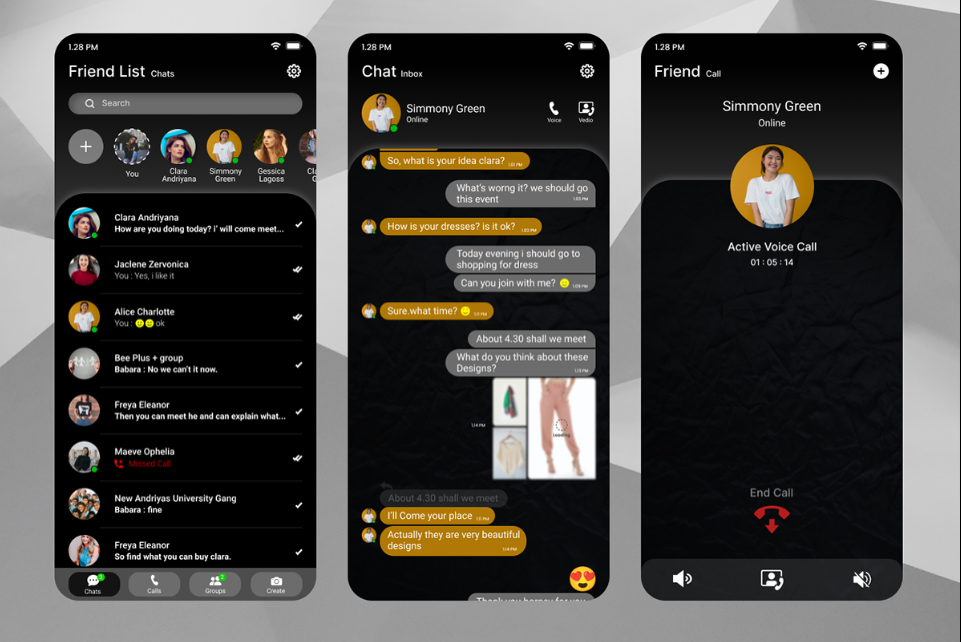 1.28 PM
Friend List Chats
Search
You
Clara
Andriyana
Simmony
Green
Gessica
Lagoss
Cla
G
Clara Andriyana
How are you doing today? i' will come meet...
Jaclene Zervonica
You : Yes, i like it
Alice Charlotte
You : 🙂🙂 ok
Bee Plus + group
Babara : No we can't it now.
Freya Eleanor
Then you can meet he and can explain what...
Maeve Ophelia
Missed Call
New Andriyas University Gang
Babara : fine
Freya Eleanor
So find what you can buy clara.
Chats
Calls
Groups
Create
1.28 PM
Chat Inbox
Simmony Green
Online
Voice
Vedio
So, what is your idea clara?
What's worng it? we should go
this event
How is your dresses? is it ok?
Today evening i should go to
shopping for dress
Can you join with me? 🙂
Sure.what time? 🙂
About 4.30 shall we meet
What do you think about these
Designs?
Loading
About 4.30 shall we meet
I'll Come your place
Actually they are very beautiful
designs
😍
1.28 PM
Friend Call
Simmony Green
Online
Active Voice Call
01 : 05 : 14
End Call